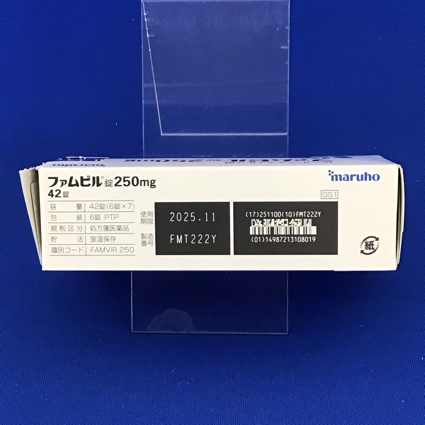 ファムビル錠250mg
42錠
maruho
GS1
容 量 42錠(6錠×7)
包 装 6錠 PTP
規制区分 処方箋医薬品
貯 法 室温保存
識別コード FAMVIR 250
使用期限 2025.11
製造番号 FMT222Y
(17)251100(10)FMT222Y
(01)14987213108019
紙